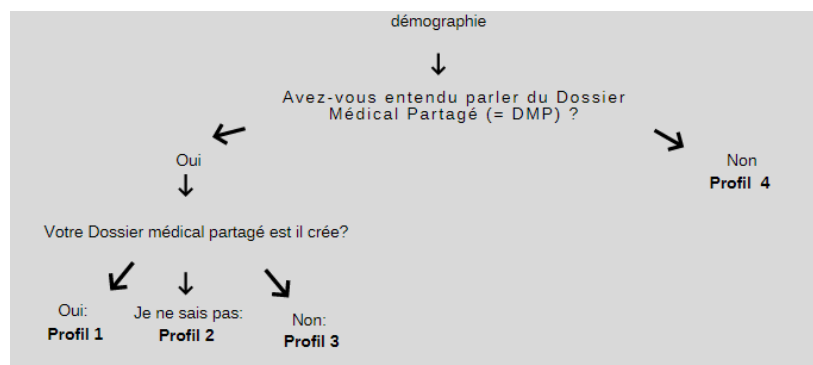 démographie
Avez-vous entendu parler du Dossier
Médical Partagé (= DMP) ?
Oui
Non
Profil 4
Votre Dossier médical partagé est il crée?
Oui:
Profil 1
Je ne sais pas:
Profil 2
Non:
Profil 3